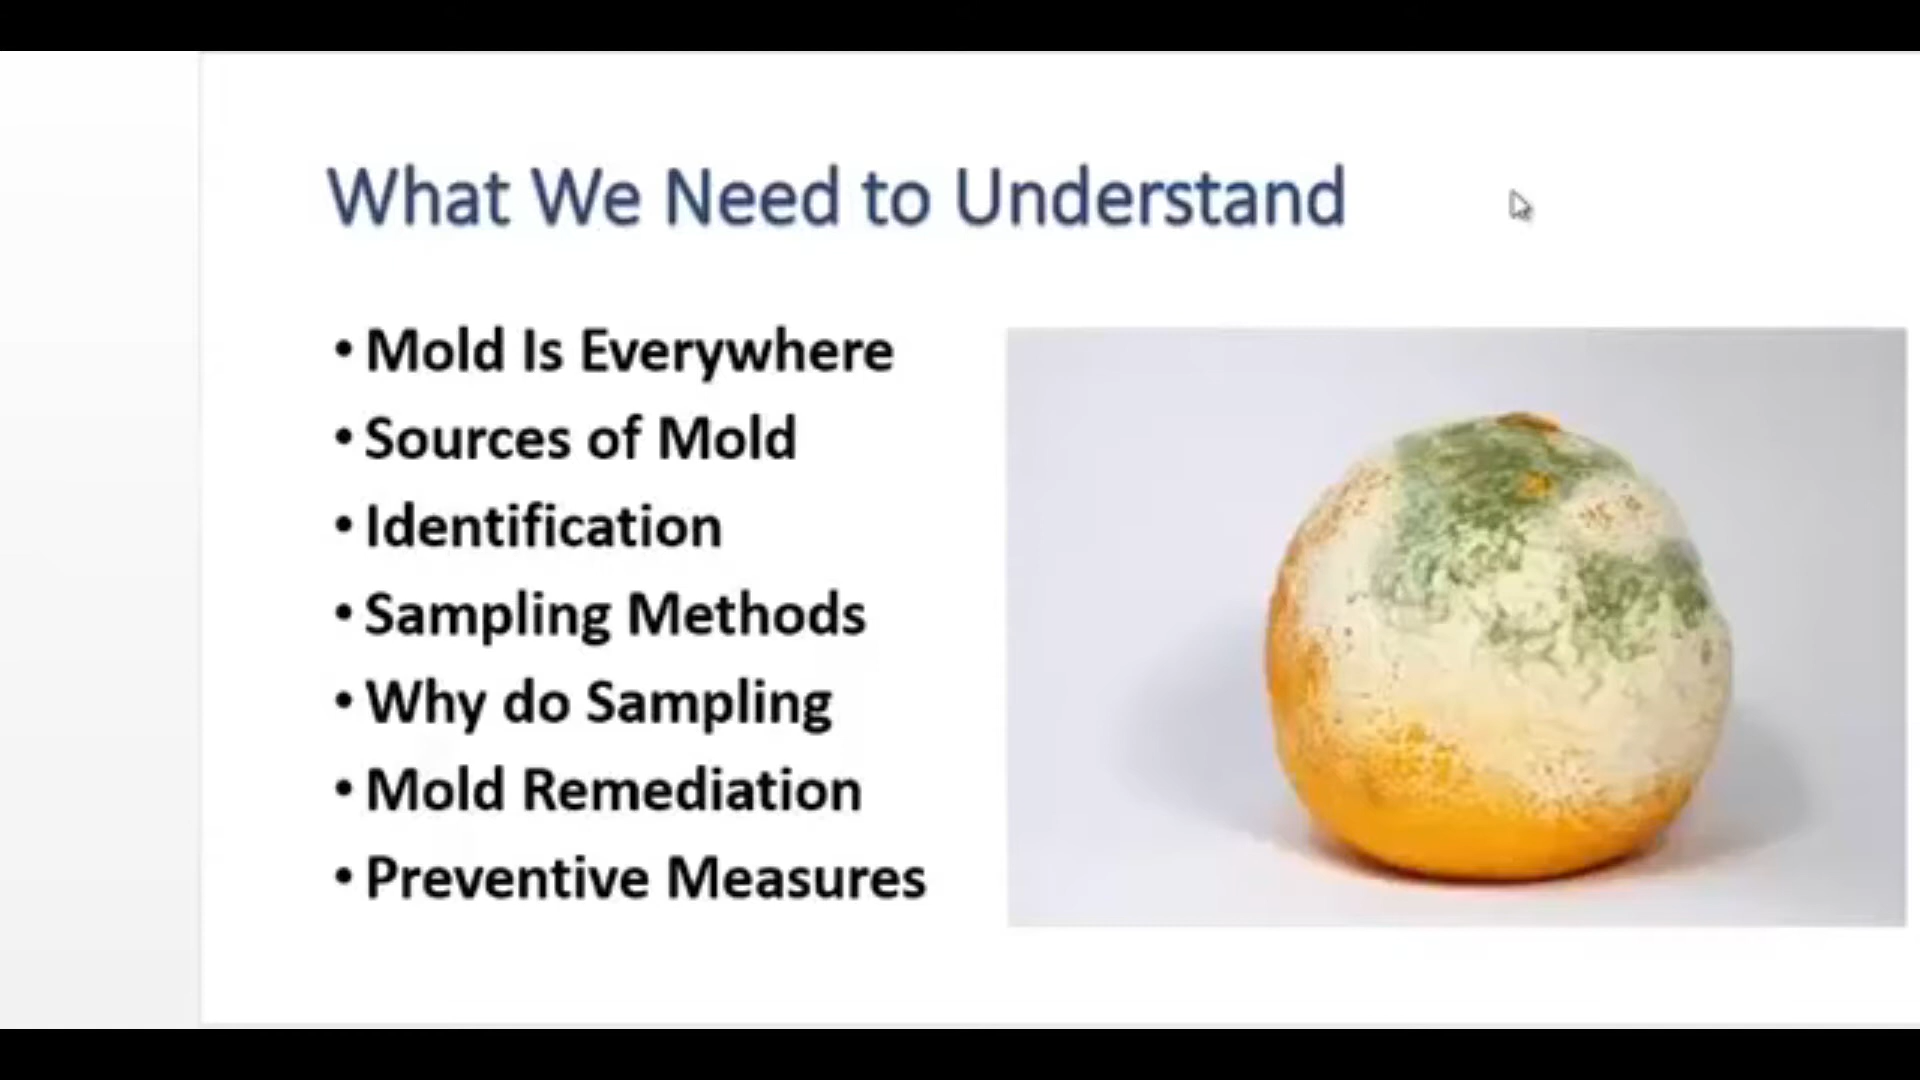 What We Need to Understand
• Mold Is Everywhere
• Sources of Mold
• Identification
• Sampling Methods
• Why do Sampling
• Mold Remediation
• Preventive Measures